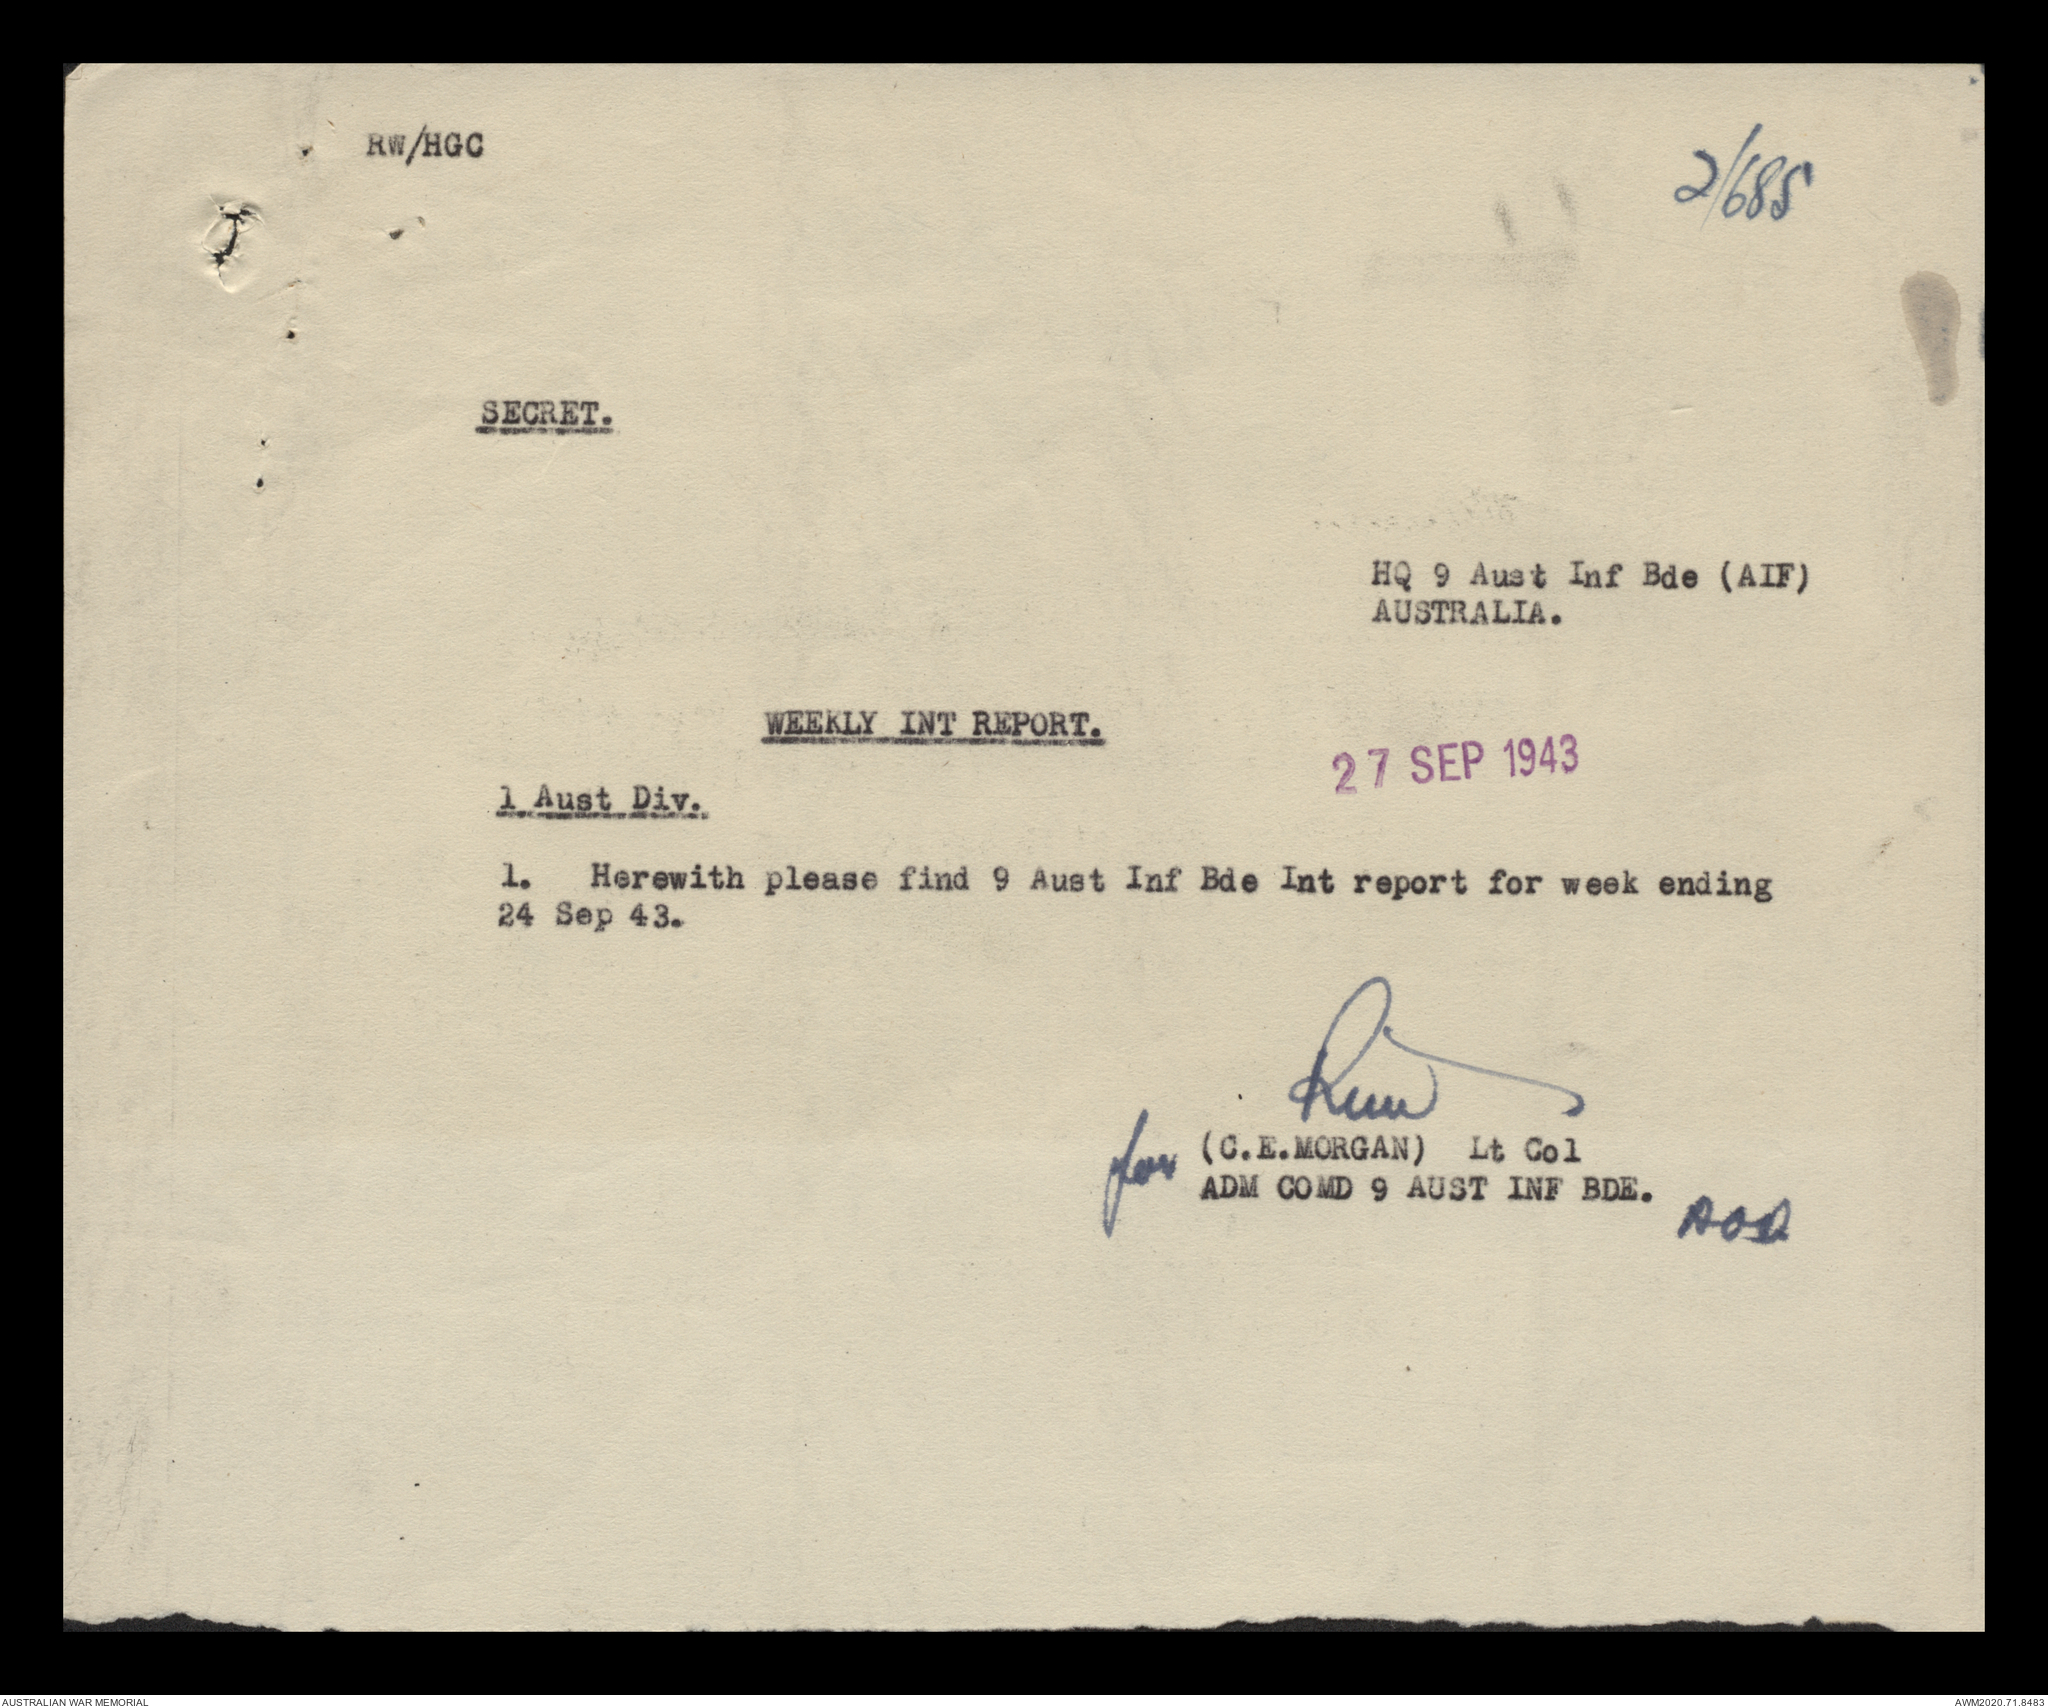 RW/HGC
2/685
SECRET.
HQ 9 Aust Inf Bde (AIF)
AUSTRALIA.
WEEKLY INT REPORT.
27 SEP 1943
1 Aust Div.
1. Herewith please find 9 Aust Inf Bde Int report for week ending
24 Sep 43.
for (C.E.MORGAN) Lt Col
ADM COMD 9 AUST INF BDE.
AUSTRALIAN WAR MEMORIAL
AWM2020.71.8483